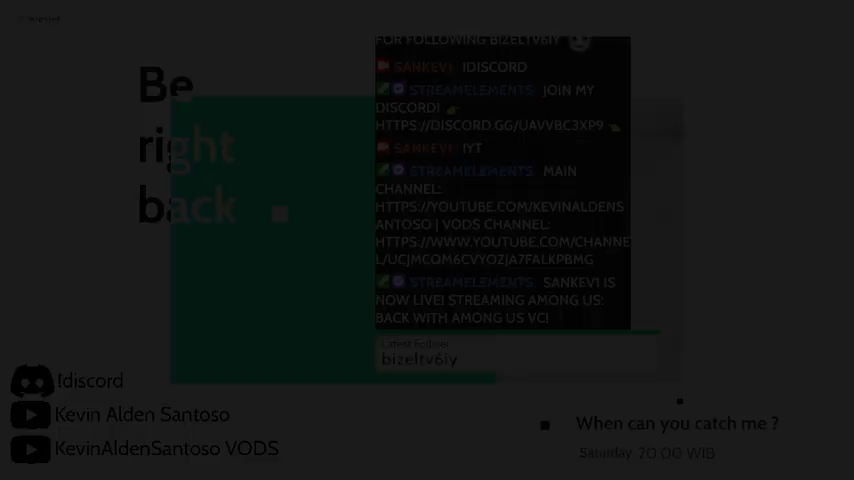 Be
right
back
FOR FOLLOWING BIZELTV6IY
SANKEV1: !DISCORD
STREAMELEMENTS: JOIN MY
DISCORD!
HTTPS://DISCORD.GG/UAVVBC3XP9
SANKEV1: !YT
STREAMELEMENTS: MAIN
CHANNEL:
HTTPS://YOUTUBE.COM/KEVINALDENS
ANTOSO | VODS CHANNEL:
HTTPS://WWW.YOUTUBE.COM/CHANNE
L/UCJMCQM6CVYOZJA7FALKPBMG
STREAMELEMENTS: SANKEV1 IS
NOW LIVE! STREAMING AMONG US:
BACK WITH AMONG US VC!
Latest Follower
bizeltv6iy
!discord
Kevin Alden Santoso
KevinAldenSantoso VODS
When can you catch me ?
Saturday 20.00 WIB